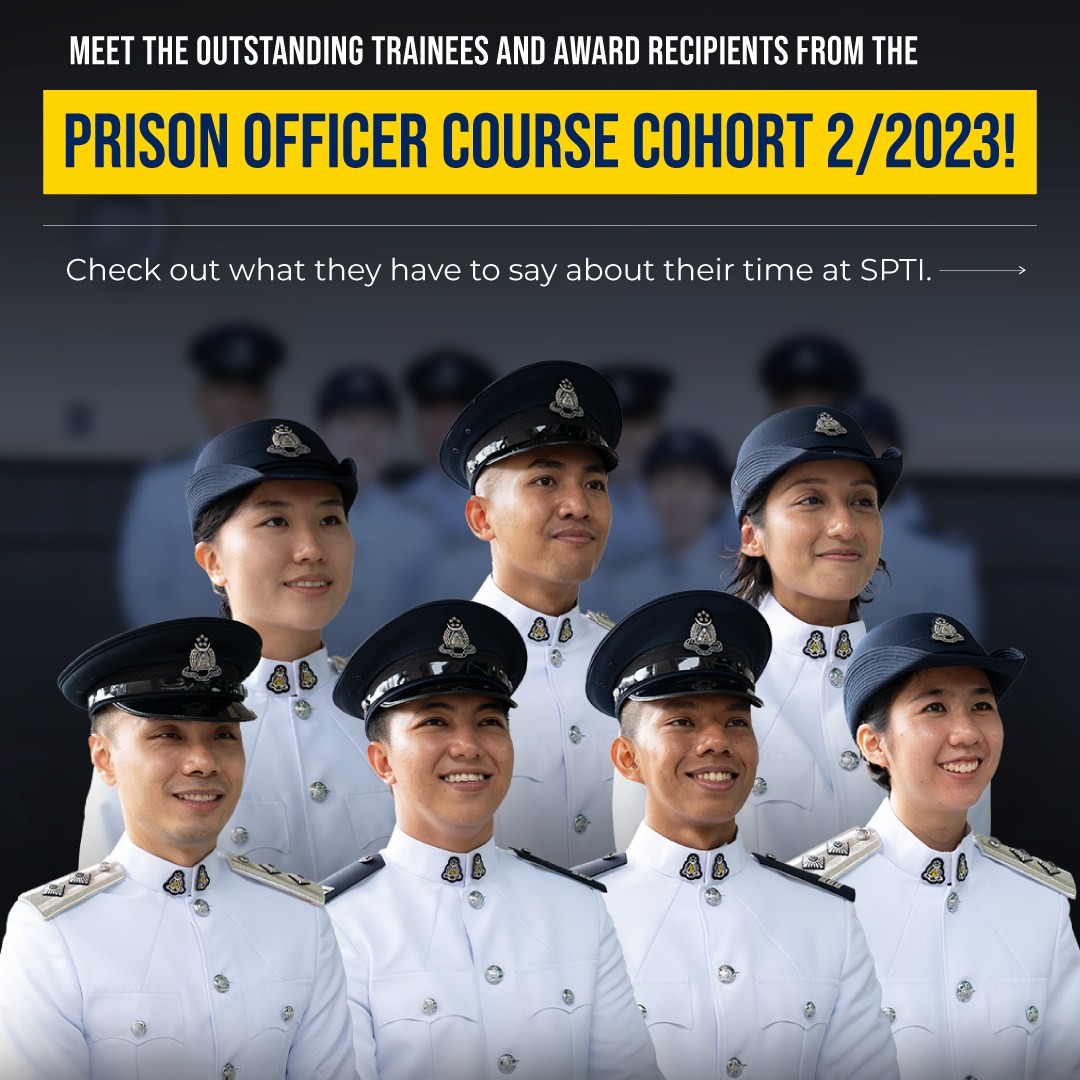 MEET THE OUTSTANDING TRAINEES AND AWARD RECIPIENTS FROM THE
PRISON OFFICER COURSE COHORT 2/2023!
Check out what they have to say about their time at SPTI.